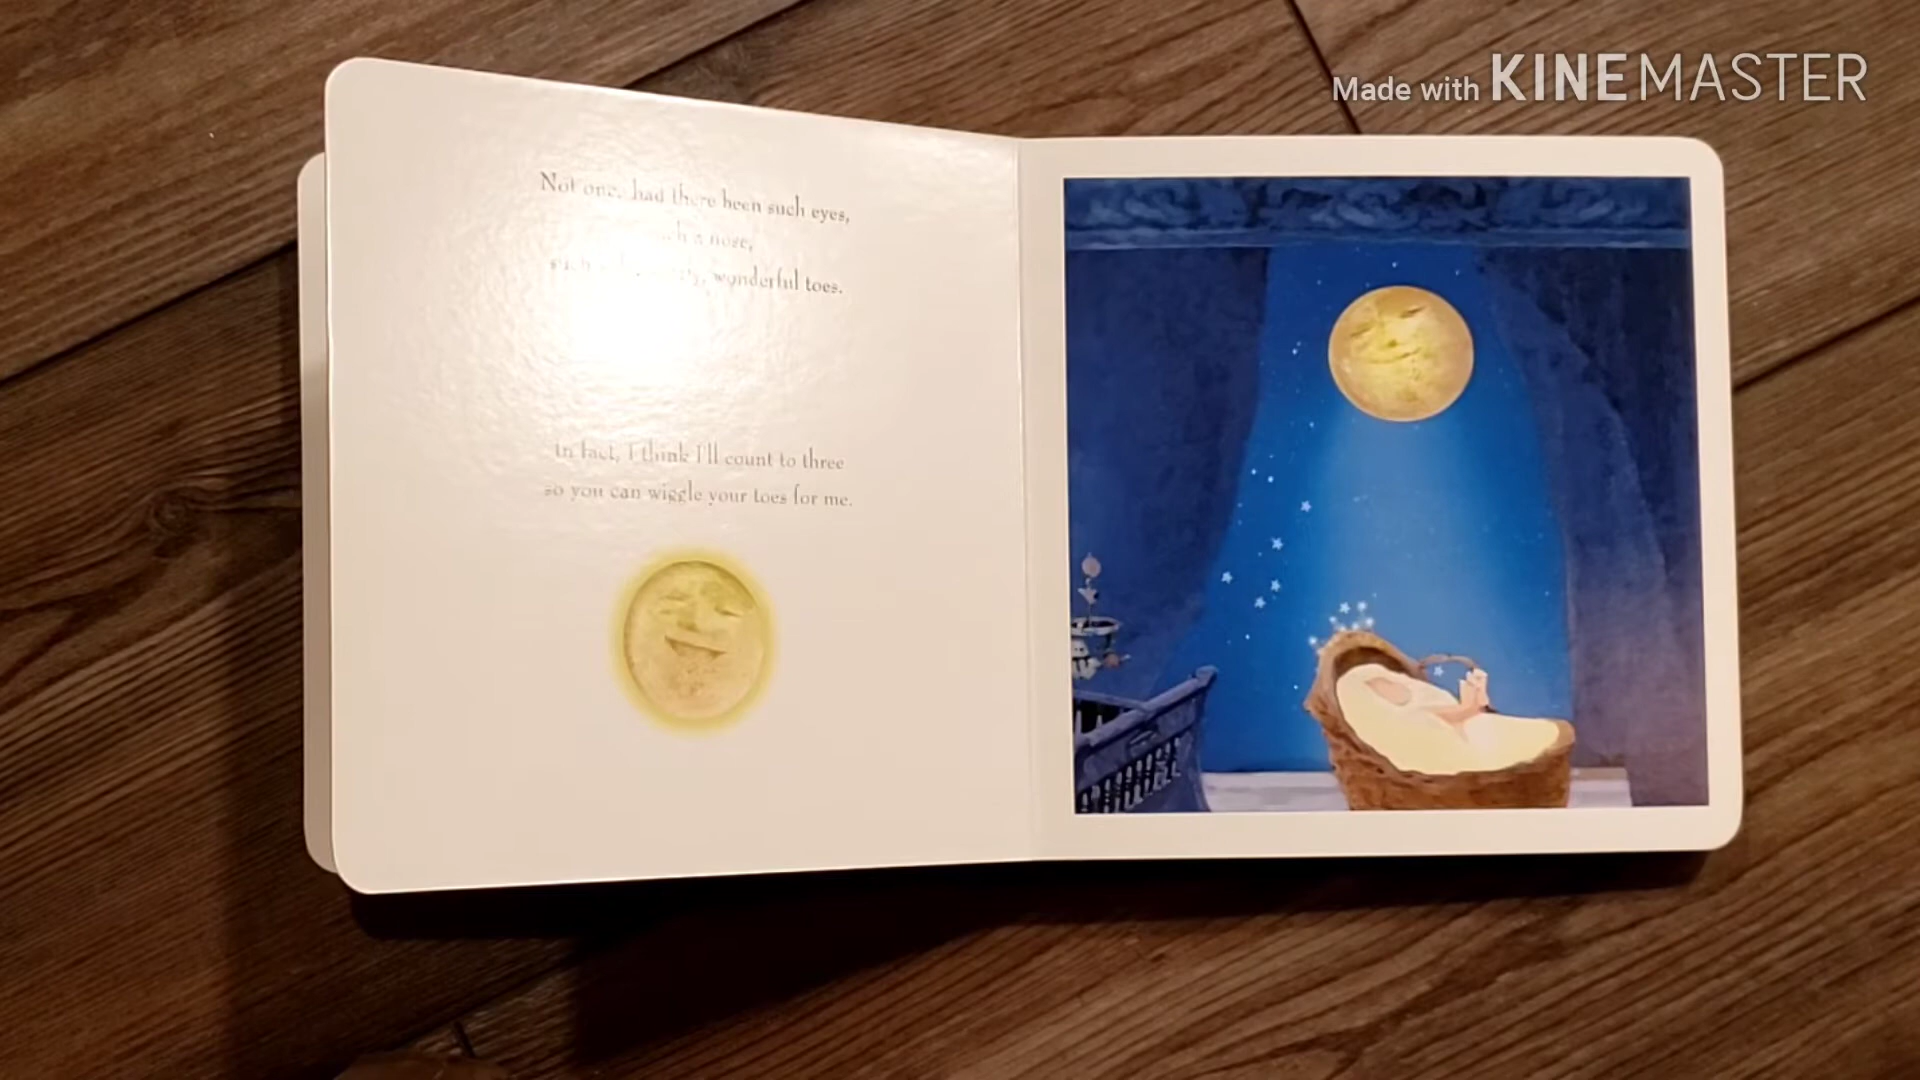 Not one, had there been such eyes,
nose,
wonderful toes.
In fact, I think I'll count to three
so you can wiggle your toes for me.
Made with KINEMASTER